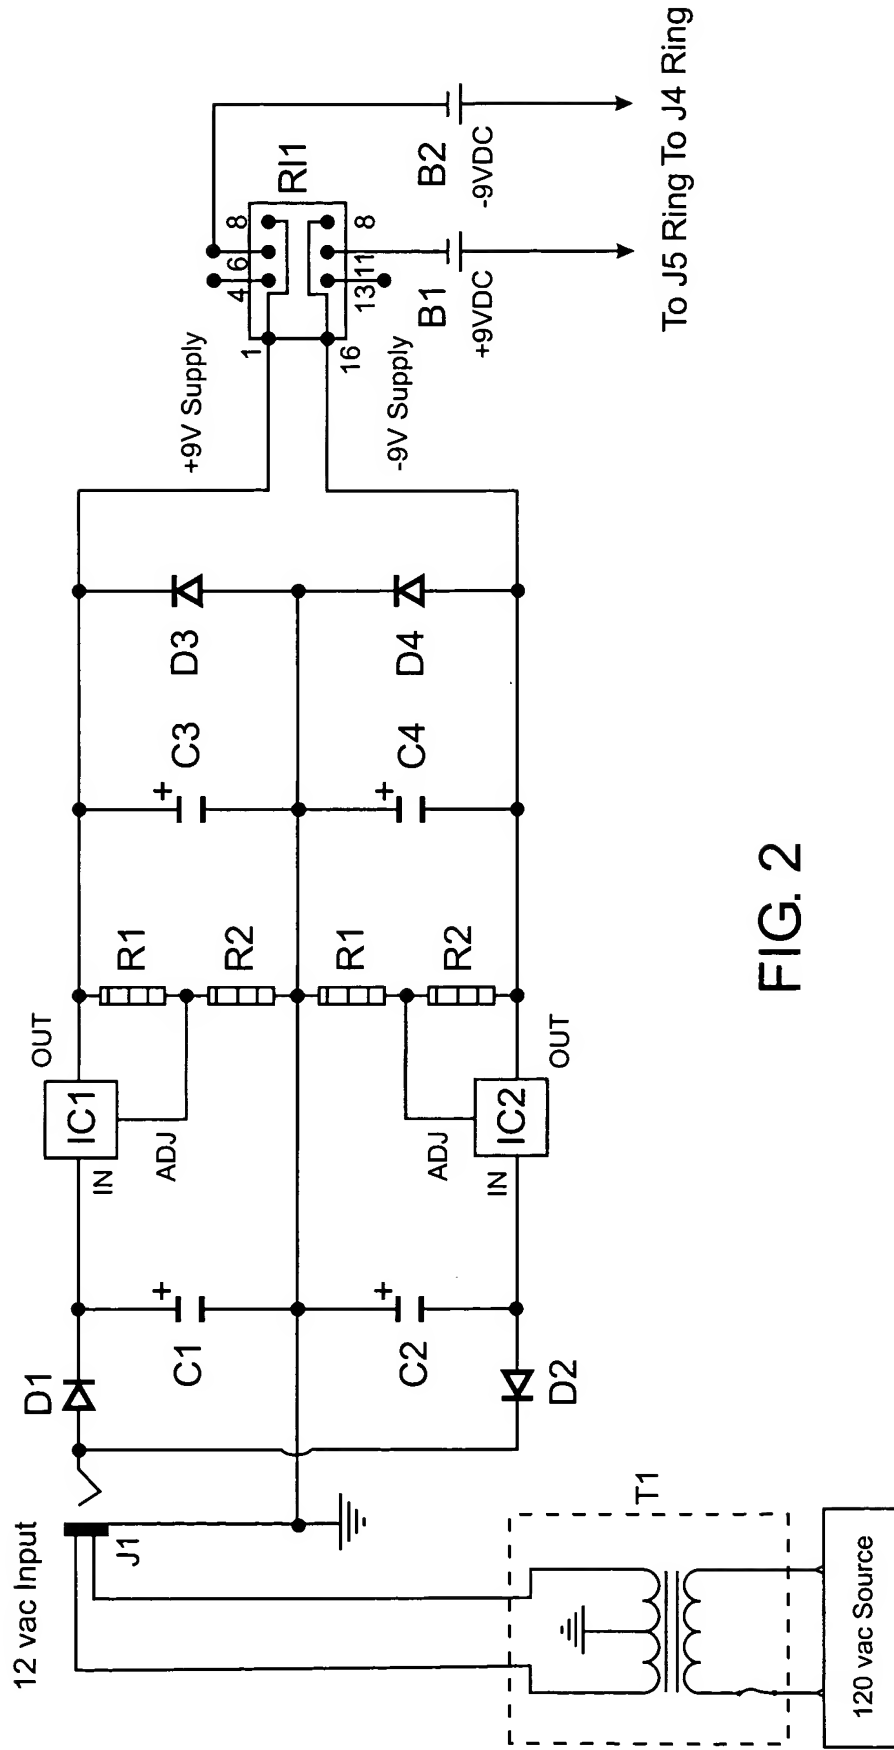 12 vac Input
J1
D1
D2
C1
+
C2
+
IN
IC1
OUT
ADJ
IN
IC2
OUT
ADJ
R1
R2
R1
R2
C3
+
C4
+
D3
D4
+9V Supply
-9V Supply
1
16
4
6
8
13
11
8
RI1
B1
+9VDC
B2
-9VDC
To J5 Ring To J4 Ring
T1
120 vac Source
FIG. 2